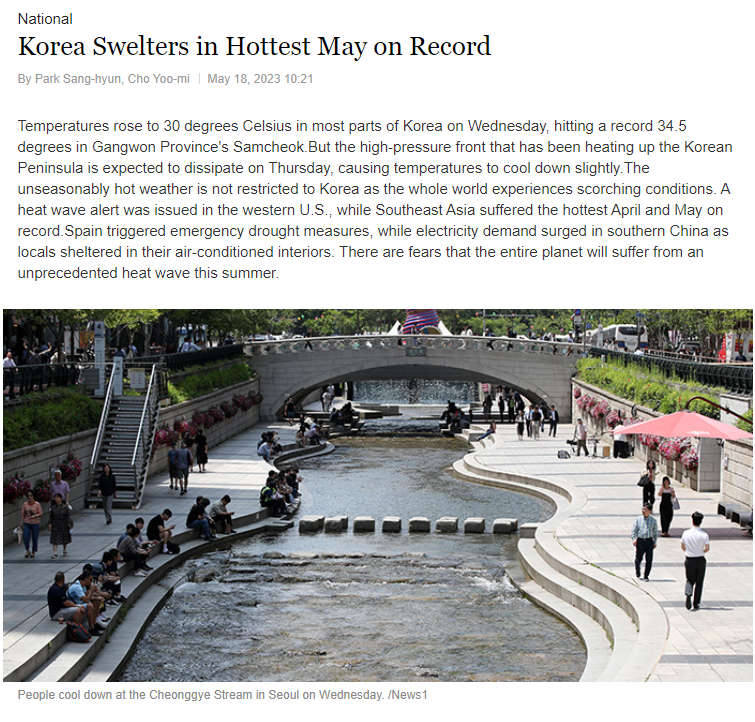 National
Korea Swelters in Hottest May on Record
By Park Sang-hyun, Cho Yoo-mi | May 18, 2023 10:21
Temperatures rose to 30 degrees Celsius in most parts of Korea on Wednesday, hitting a record 34.5
degrees in Gangwon Province's Samcheok.But the high-pressure front that has been heating up the Korean
Peninsula is expected to dissipate on Thursday, causing temperatures to cool down slightly.The
unseasonably hot weather is not restricted to Korea as the whole world experiences scorching conditions. A
heat wave alert was issued in the western U.S., while Southeast Asia suffered the hottest April and May on
record.Spain triggered emergency drought measures, while electricity demand surged in southern China as
locals sheltered in their air-conditioned interiors. There are fears that the entire planet will suffer from an
unprecedented heat wave this summer.
People cool down at the Cheonggye Stream in Seoul on Wednesday. /News1